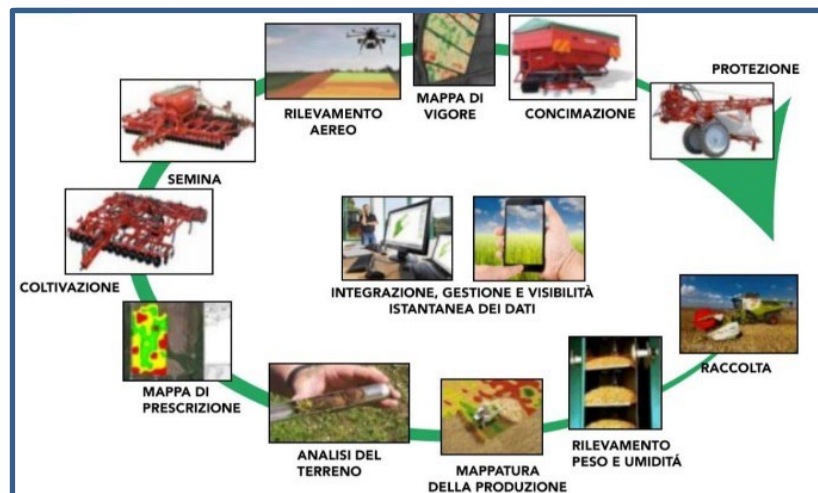 PROTEZIONE
RILEVAMENTO
AEREO
MAPPA DI
VIGORE
CONCIMAZIONE
SEMINA
COLTIVAZIONE
INTEGRAZIONE, GESTIONE E VISIBILITÀ
ISTANTANEA DEI DATI
RACCOLTA
MAPPA DI
PRESCRIZIONE
ANALISI DEL
TERRENO
MAPPATURA
DELLA PRODUZIONE
RILEVAMENTO
PESO E UMIDITÁ